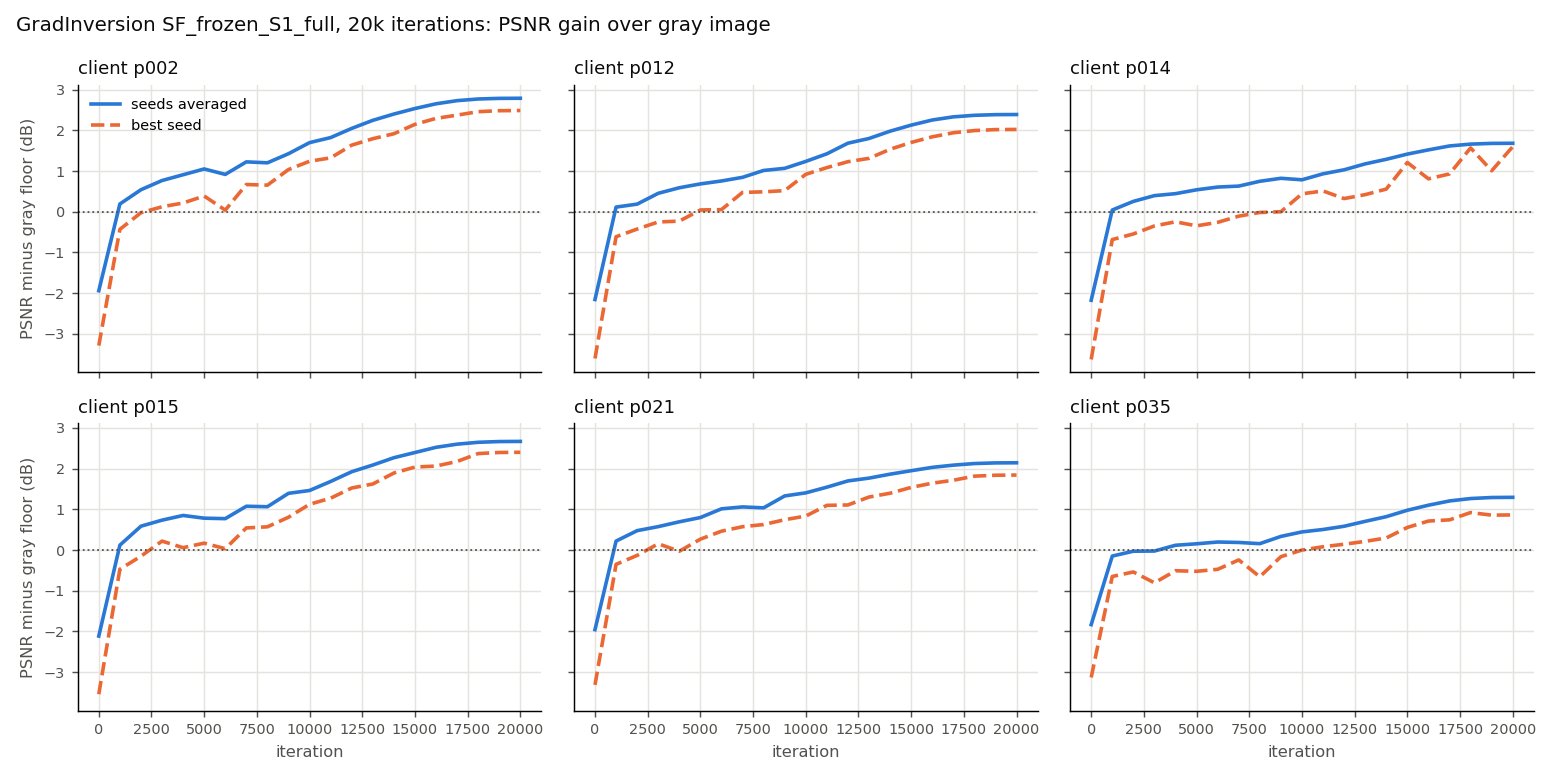 GradInversion SF_frozen_S1_full, 20k iterations: PSNR gain over gray image
client p002
client p012
client p014
seeds averaged
best seed
3
2
1
0
−1
−2
−3
PSNR minus gray floor (dB)
client p015
client p021
client p035
3
2
1
0
−1
−2
−3
PSNR minus gray floor (dB)
0 2500 5000 7500 10000 12500 15000 17500 20000
0 2500 5000 7500 10000 12500 15000 17500 20000
0 2500 5000 7500 10000 12500 15000 17500 20000
iteration
iteration
iteration